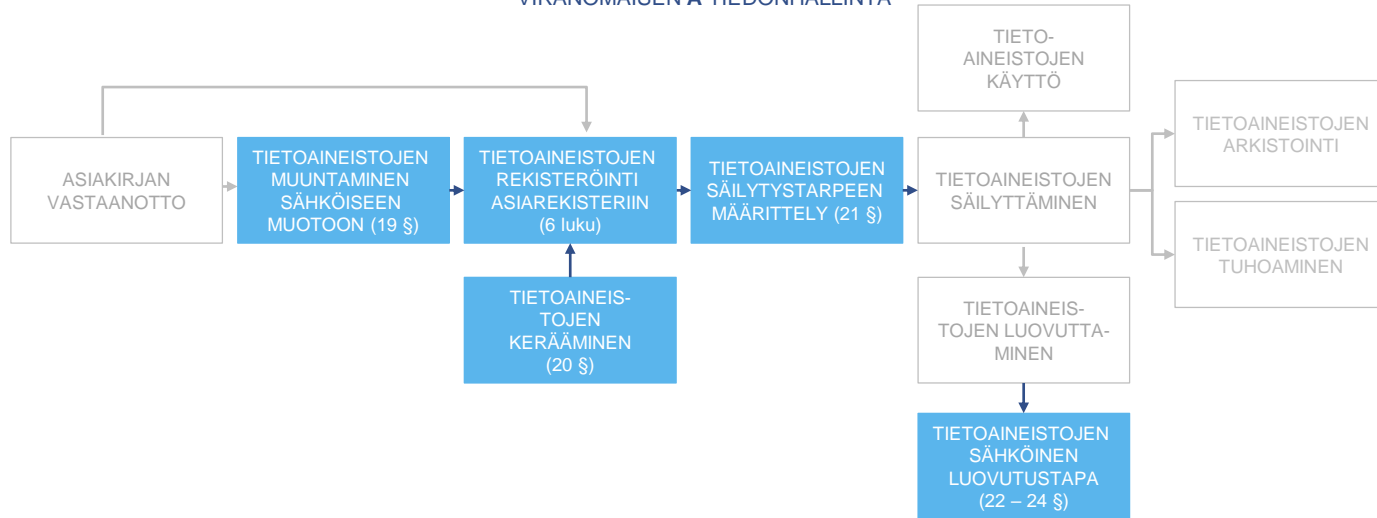 VIRANOMAISEN A TIEDONHALLINTA
TIETO-
AINEISTOJEN
KÄYTTÖ
ASIAKIRJAN
VASTAANOTTO
TIETOAINEISTOJEN
MUUNTAMINEN
SÄHKÖISEEN
MUOTOON (19 §)
TIETOAINEISTOJEN
REKISTERÖINTI
ASIAREKISTERIIN
(6 luku)
TIETOAINEISTOJEN
SÄILYTYSTARPEEN
MÄÄRITTELY (21 §)
TIETOAINEISTOJEN
SÄILYTTÄMINEN
TIETOAINEISTOJEN
ARKISTOINTI
TIETOAINEISTOJEN
TUHOAMINEN
TIETOAINEIS-
TOJEN
KERÄÄMINEN
(20 §)
TIETOAINEIS-
TOJEN LUOVUTTA-
MINEN
TIETOAINEISTOJEN
SÄHKÖINEN
LUOVUTUSTAPA
(22 – 24 §)